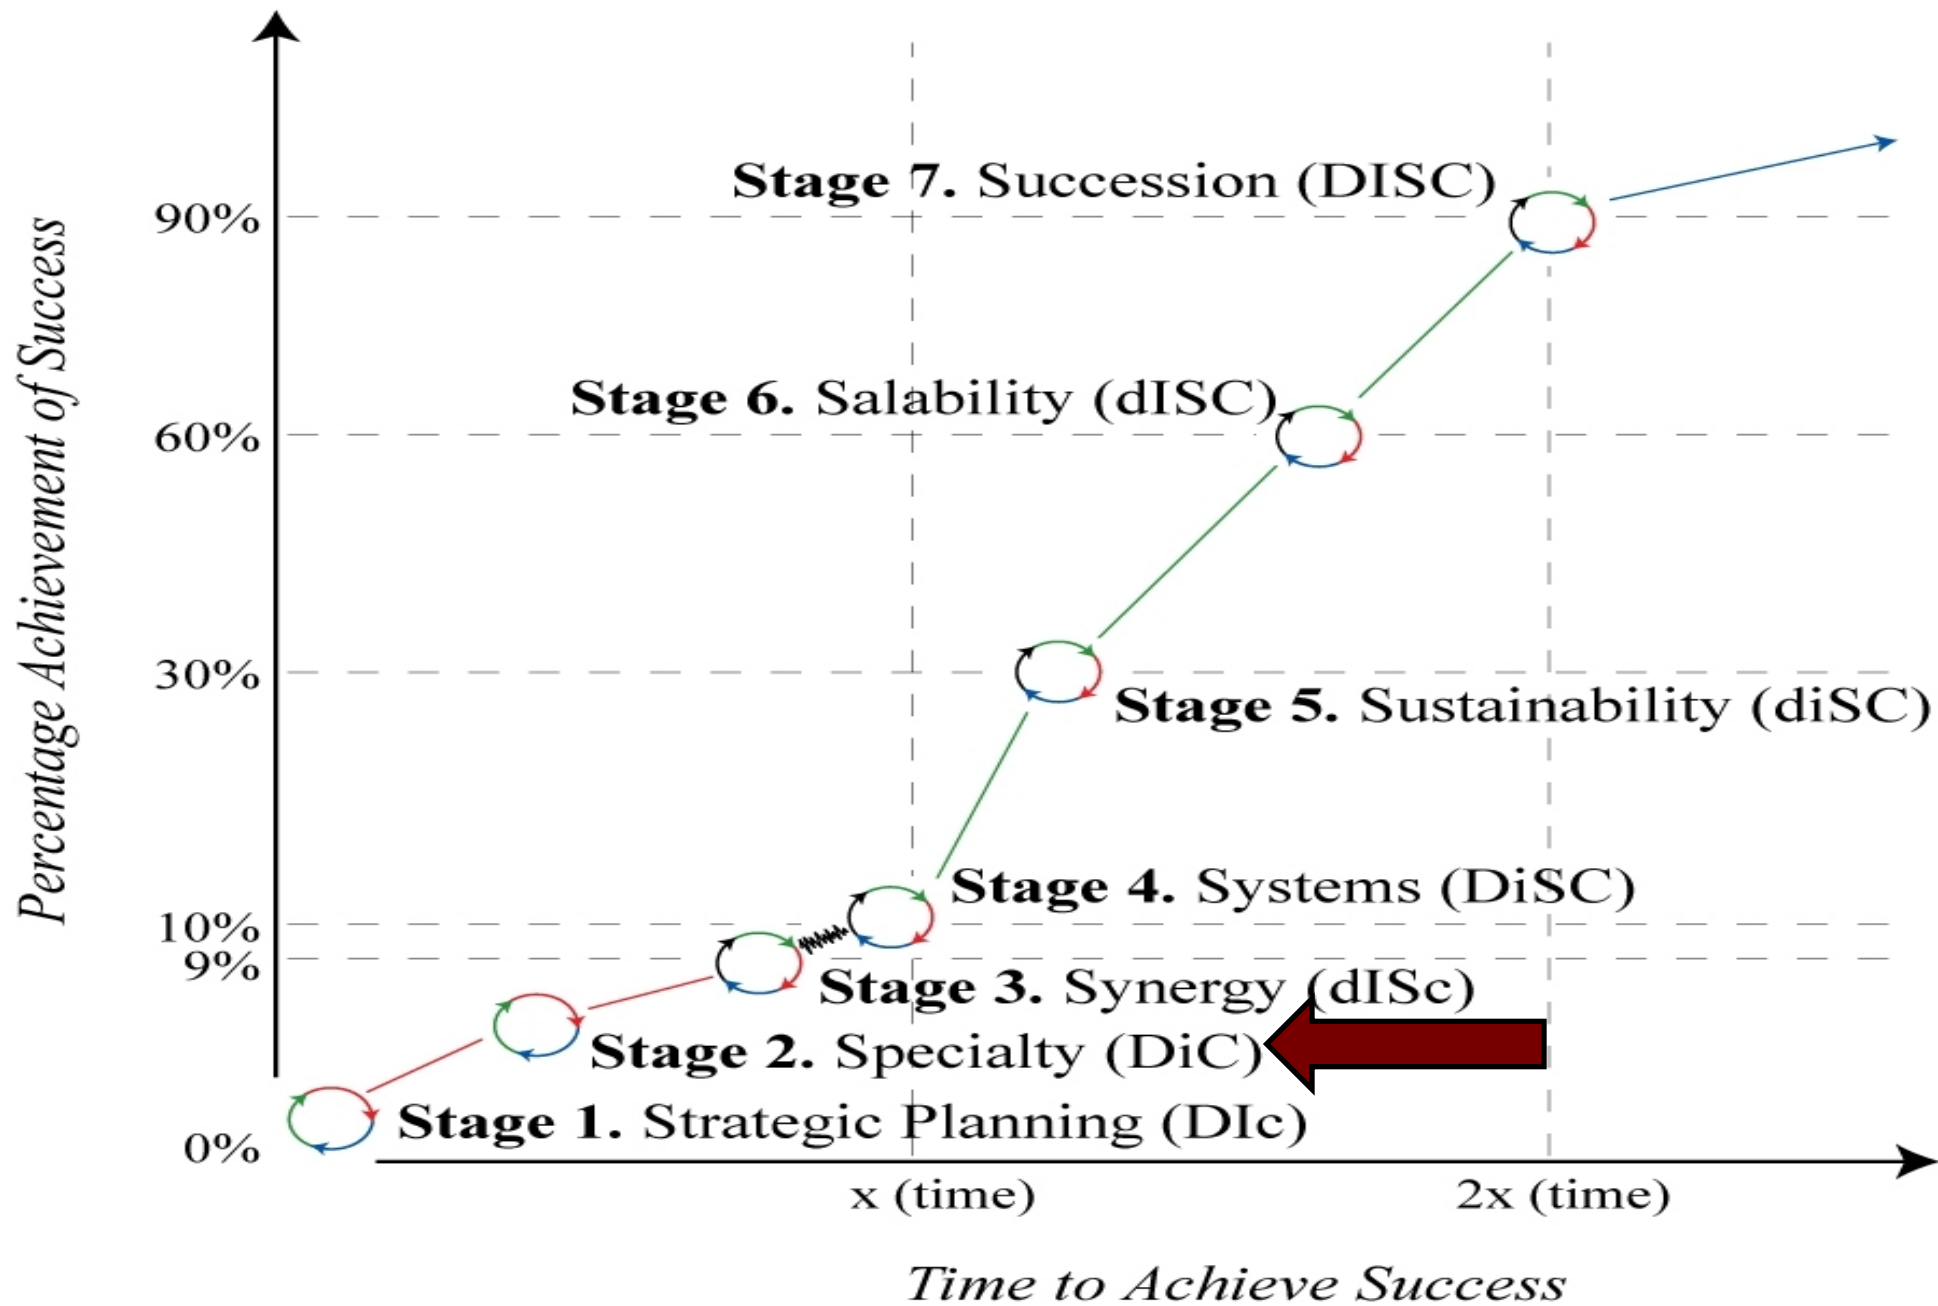 Percentage Achievement of Success
Stage 7. Succession (DISC)
90%
Stage 6. Salability (dISC)
60%
30%
Stage 5. Sustainability (diSC)
Stage 4. Systems (DiSC)
10%
9%
Stage 3. Synergy (dISc)
Stage 2. Specialty (DiC)
Stage 1. Strategic Planning (DIc)
0%
x (time)
2x (time)
Time to Achieve Success